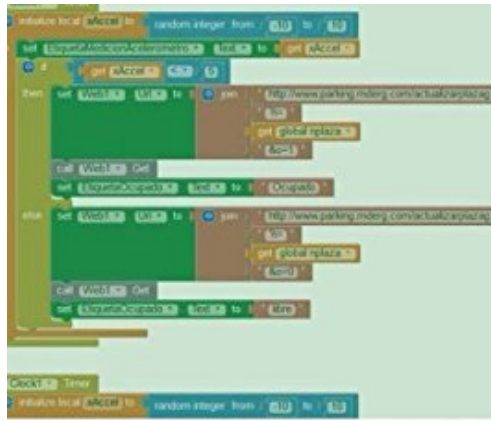 initialize local xAccel to random integer from -10 to 10
set EtiquetaMedicionAcelerometro . Text to get xAccel
if get xAccel < 5
then set Web1 . Url to join " http://www.parking.rnderg.com/actualizarplazag
get global nplaza
" &o=1 "
call Web1 .Get
set EtiquetaOcupado . Text to " Ocupado "
else set Web1 . Url to join " http://www.parking.rnderg.com/actualizarplazag
get global nplaza
" &o=0 "
call Web1 .Get
set EtiquetaOcupado . Text to " libre "
Clock1 .Timer
initialize local xAccel to random integer from -10 to 10